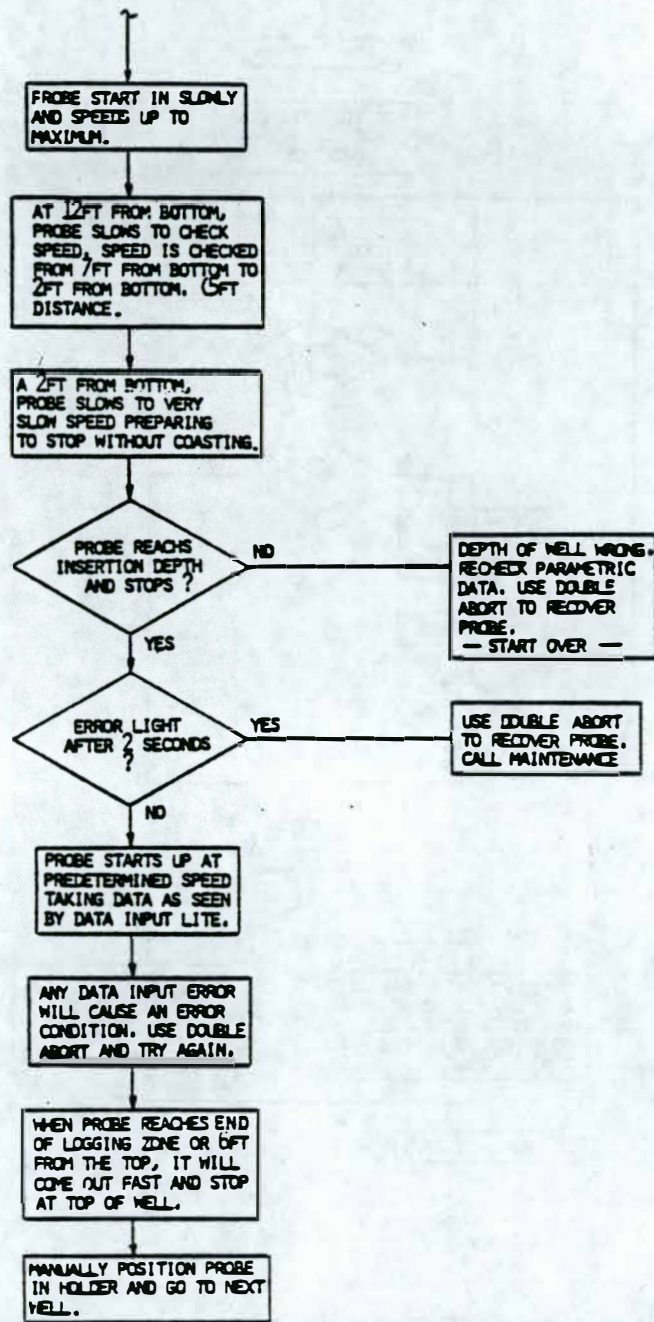 PROBE START IN SLOWLY
AND SPEEDS UP TO
MAXIMUM.
AT 12FT FROM BOTTOM,
PROBE SLOWS TO CHECK
SPEED, SPEED IS CHECKED
FROM 7FT FROM BOTTOM TO
2FT FROM BOTTOM. (5FT
DISTANCE.
A 2FT FROM BOTTOM,
PROBE SLOWS TO VERY
SLOW SPEED PREPARING
TO STOP WITHOUT COASTING.
PROBE REACHS
INSERTION DEPTH
AND STOPS ?
NO
DEPTH OF WELL WRONG.
RECHECK PARAMETRIC
DATA. USE DOUBLE
ABORT TO RECOVER
PROBE.
— START OVER —
YES
ERROR LIGHT
AFTER 2 SECONDS
?
YES
USE DOUBLE ABORT
TO RECOVER PROBE.
CALL MAINTENANCE
NO
PROBE STARTS UP AT
PREDETERMINED SPEED
TAKING DATA AS SEEN
BY DATA INPUT LITE.
ANY DATA INPUT ERROR
WILL CAUSE AN ERROR
CONDITION. USE DOUBLE
ABORT AND TRY AGAIN.
WHEN PROBE REACHES END
OF LOGGING ZONE OR 6FT
FROM THE TOP, IT WILL
COME OUT FAST AND STOP
AT TOP OF WELL.
MANUALLY POSITION PROBE
IN HOLDER AND GO TO NEXT
WELL.